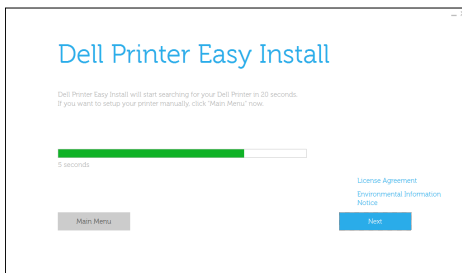 Dell Printer Easy Install
Dell Printer Easy Install will start searching for your Dell Printer in 20 seconds.
If you want to setup your printer manually, click "Main Menu" now.
5 seconds
License Agreement
Environmental Information
Notice
Main Menu
Next